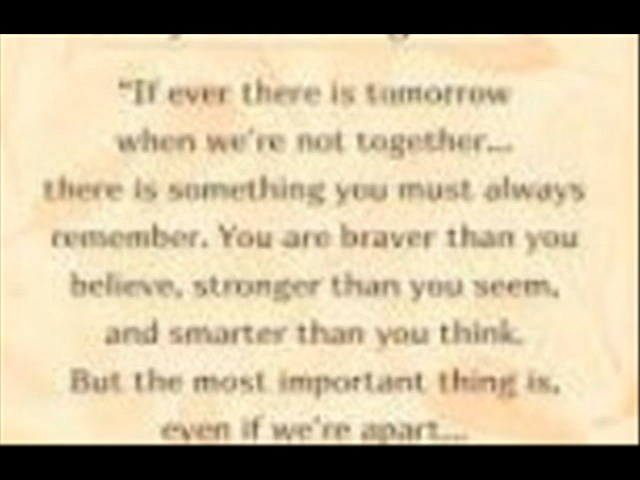 "If ever there is tomorrow
when we're not together...
there is something you must always
remember. You are braver than you
believe, stronger than you seem,
and smarter than you think.
But the most important thing is,
even if we're apart...